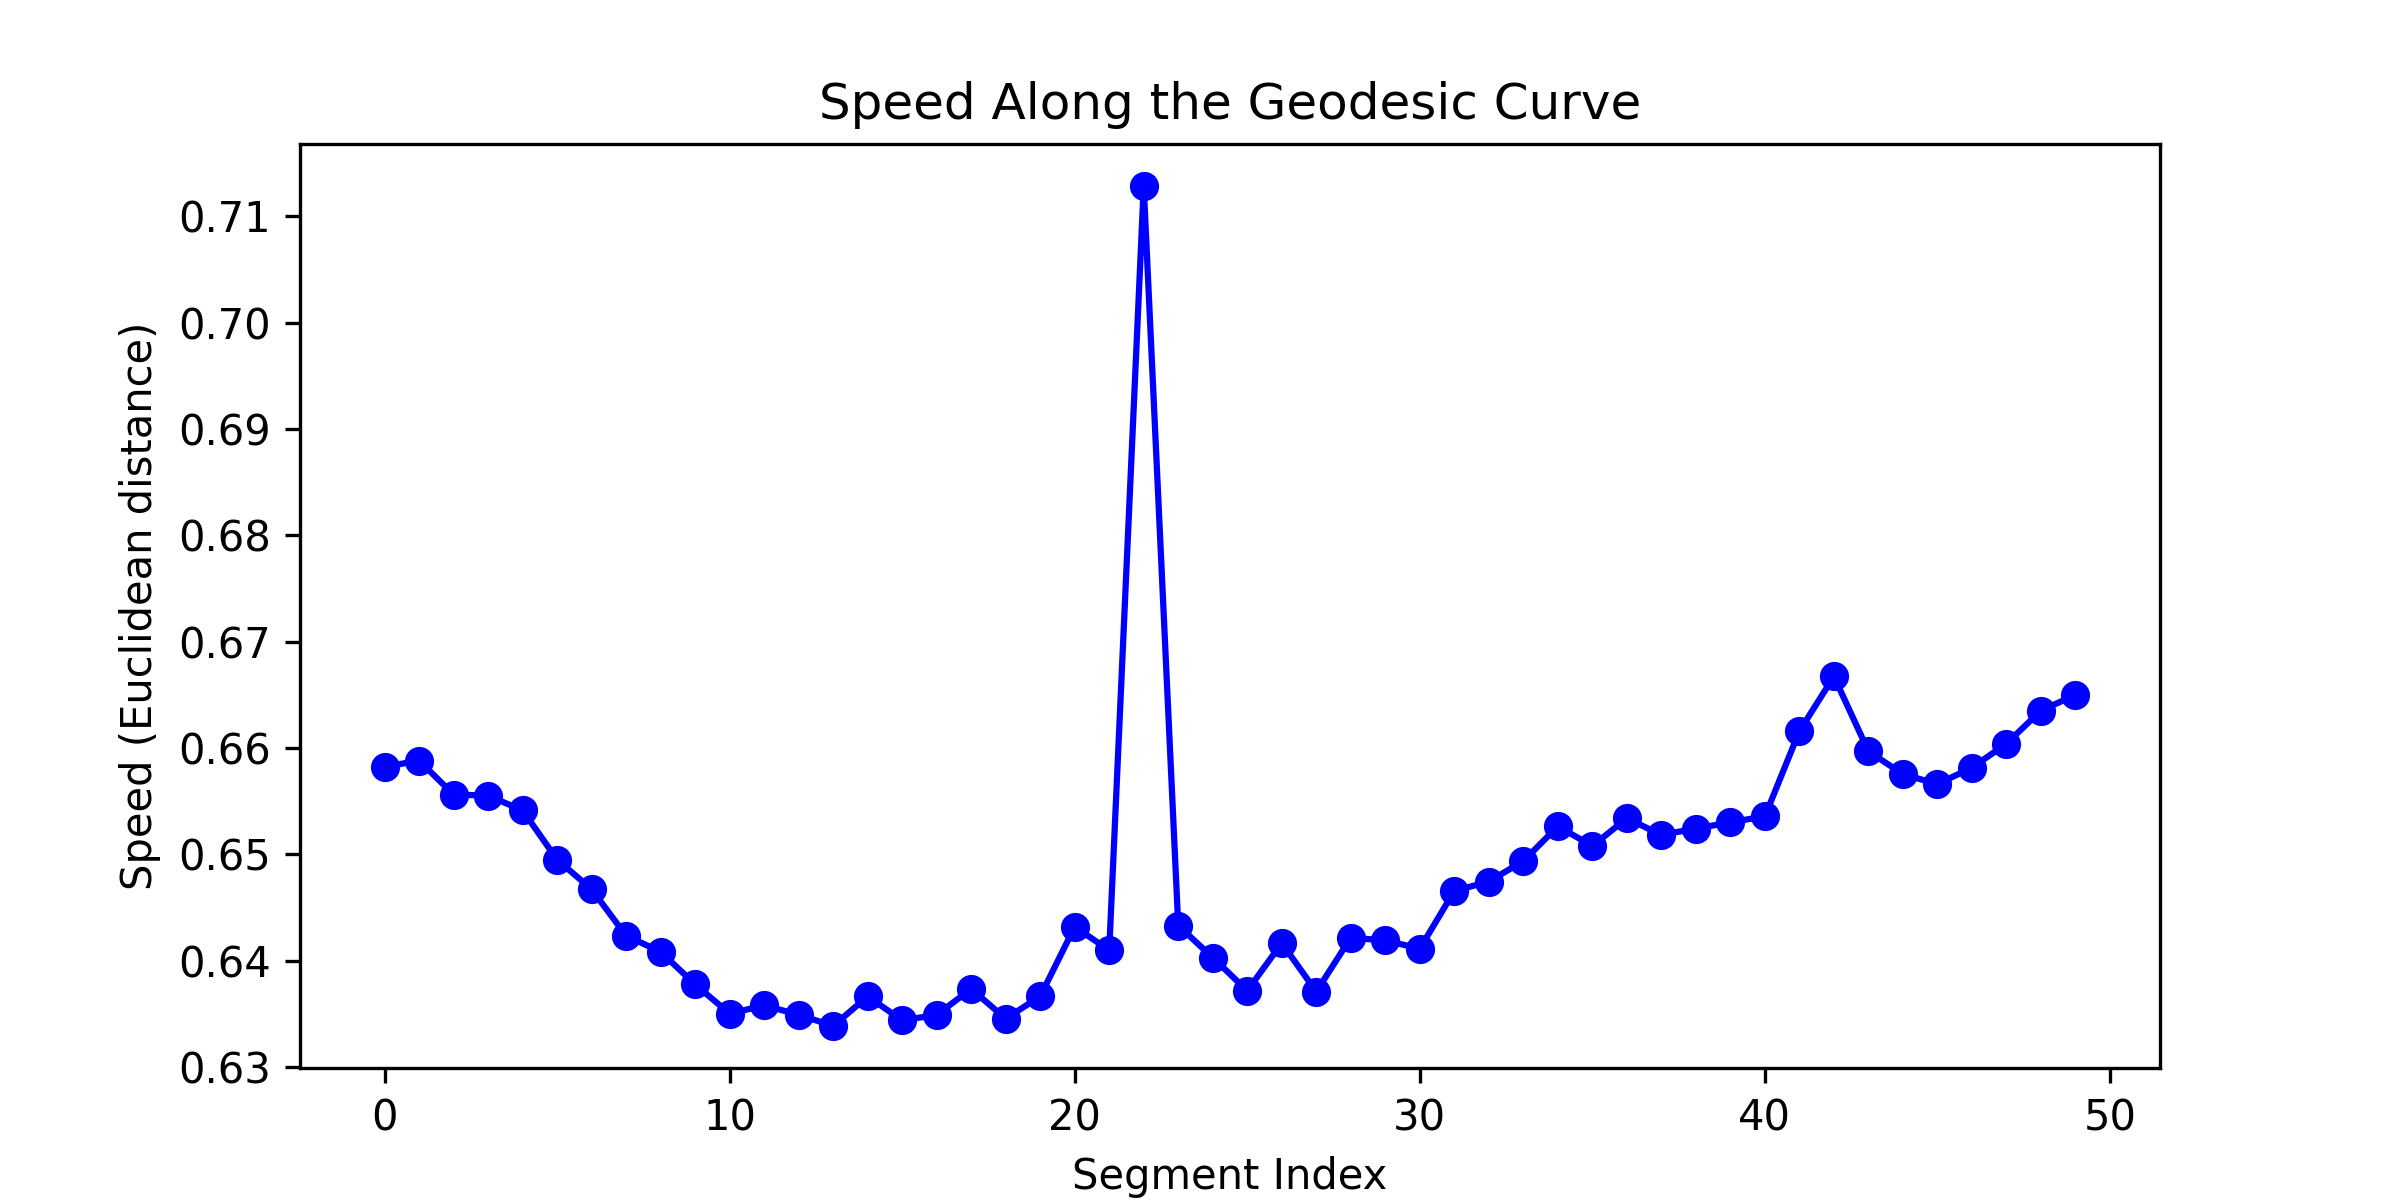 Speed Along the Geodesic Curve
Speed (Euclidean distance)
0.71
0.70
0.69
0.68
0.67
0.66
0.65
0.64
0.63
0 10 20 30 40 50
Segment Index